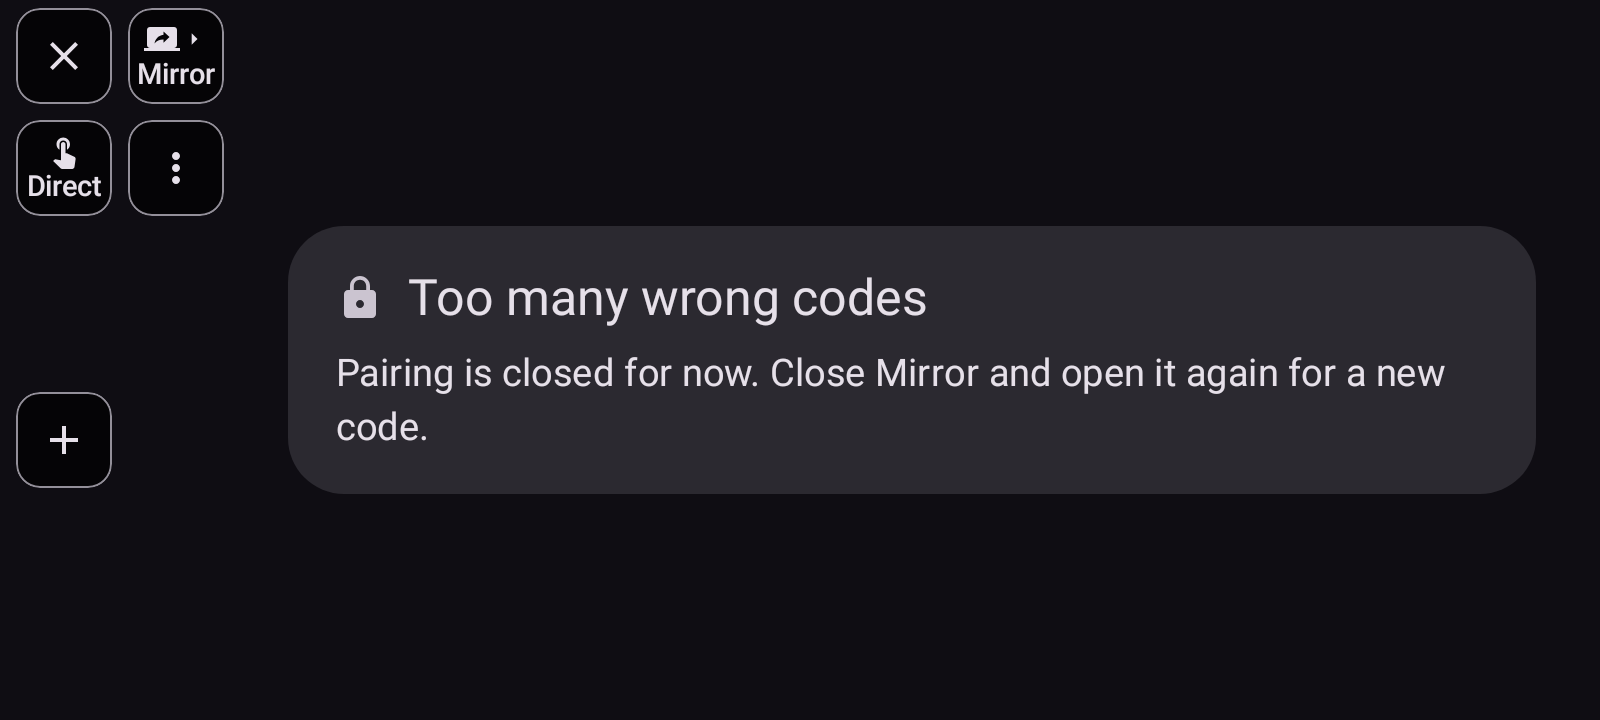 Mirror
Direct
Too many wrong codes
Pairing is closed for now. Close Mirror and open it again for a new
code.